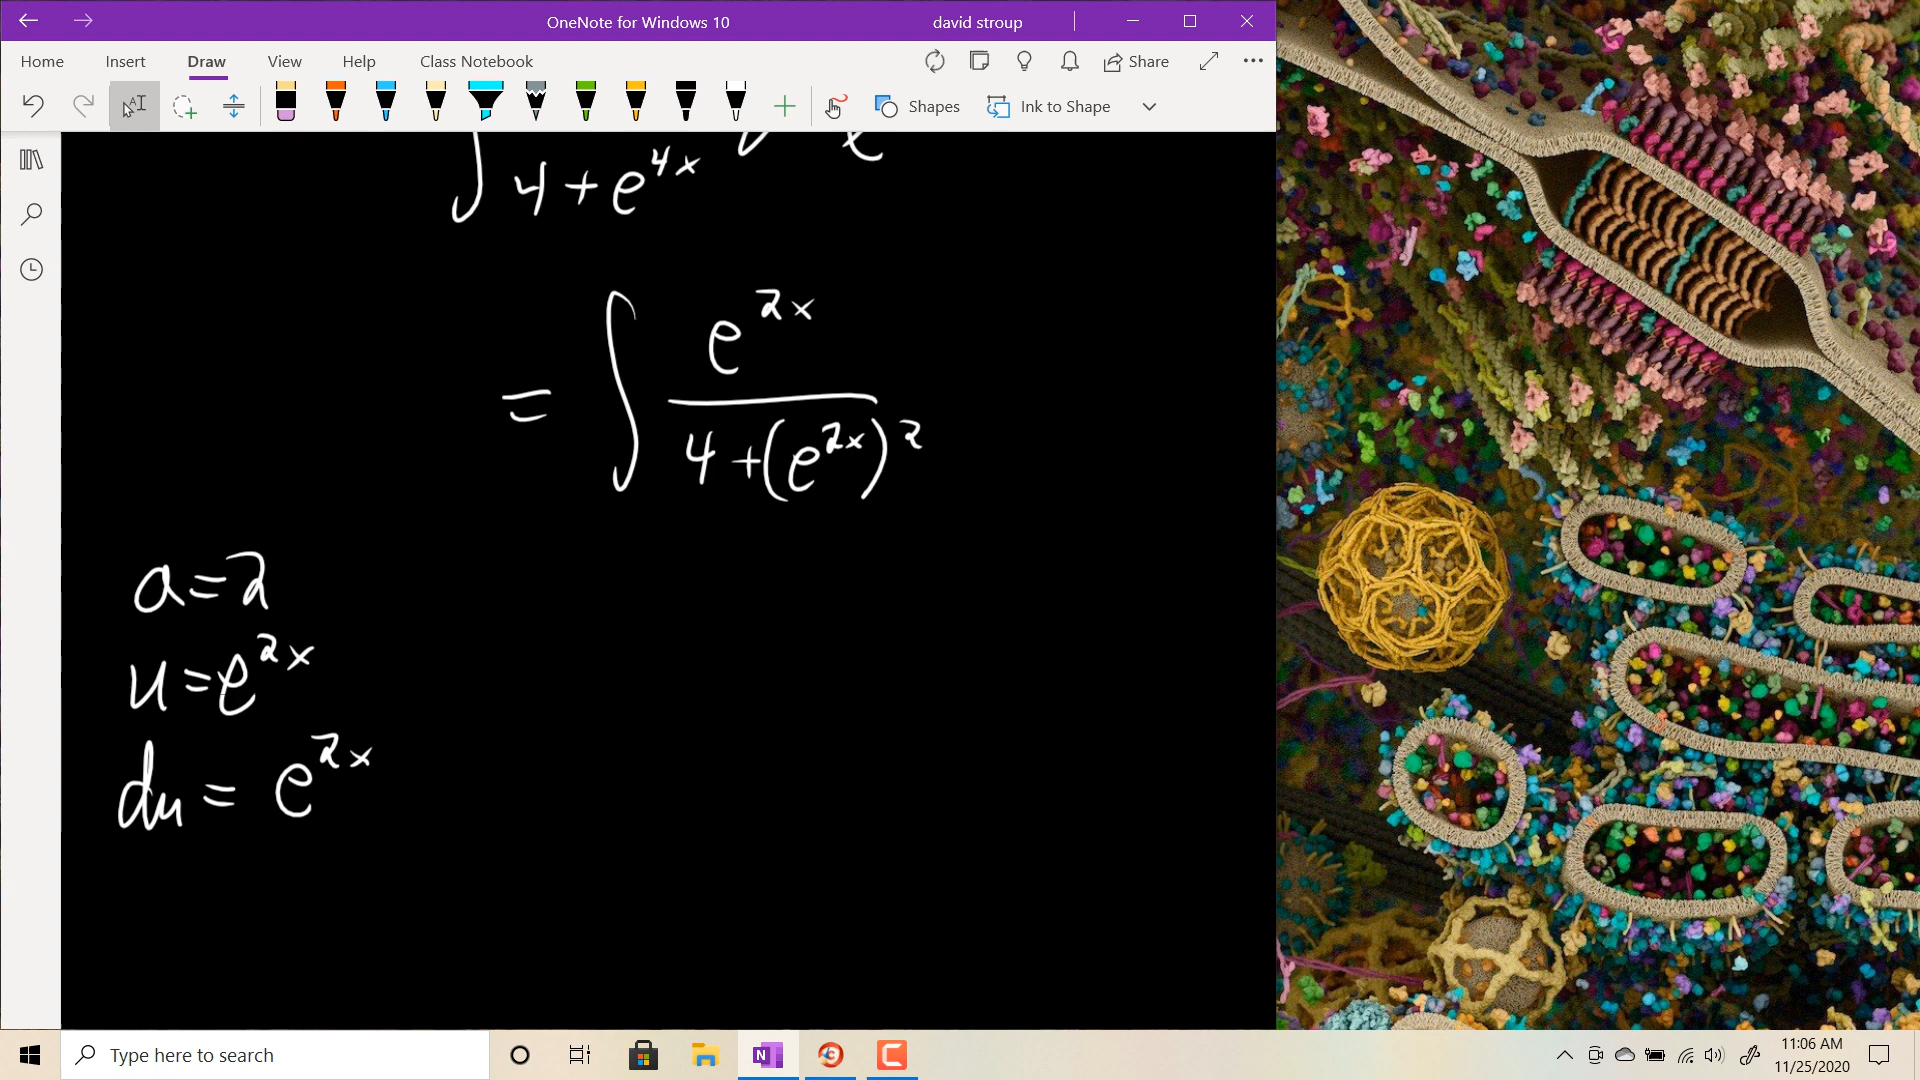 OneNote for Windows 10
david stroup
Home Insert Draw View Help Class Notebook
Share
Shapes
Ink to Shape
∫ 4 + e^4x
= ∫ e^2x
4 + (e^2x)^2
a = 2
u = e^2x
du = e^2x
Type here to search
11:06 AM
11/25/2020